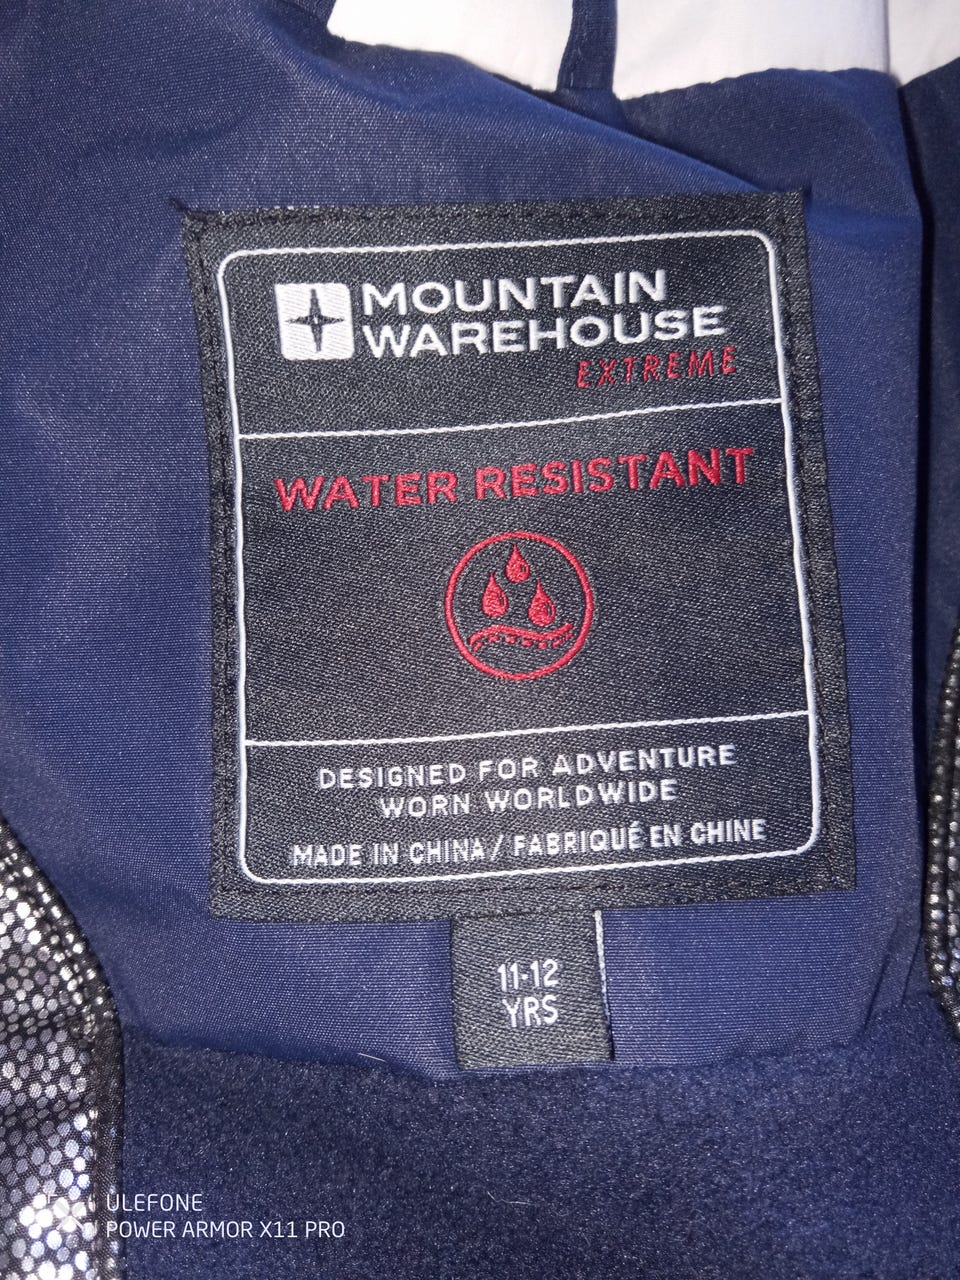 MOUNTAIN
WAREHOUSE
EXTREME
WATER RESISTANT
DESIGNED FOR ADVENTURE
WORN WORLDWIDE
MADE IN CHINA / FABRIQUÉ EN CHINE
11-12
YRS
ULEFONE
POWER ARMOR X11 PRO